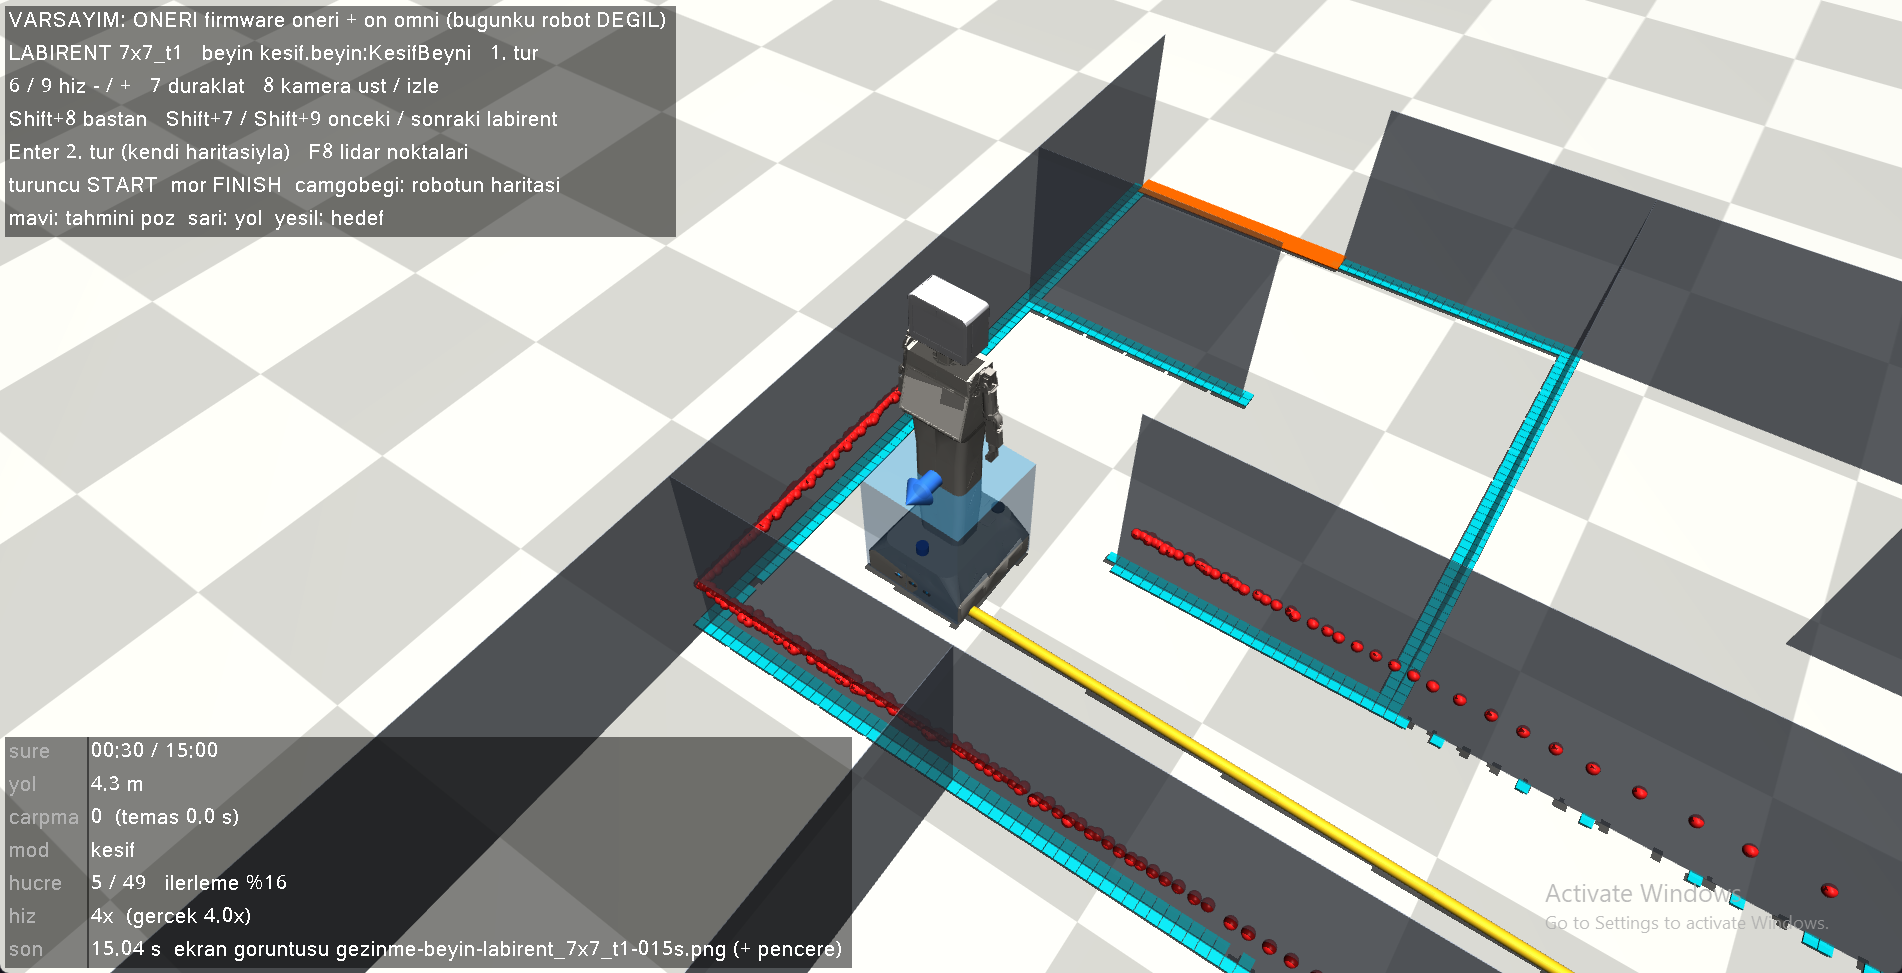 VARSAYIM: ONERI firmware oneri + on omni (bugunku robot DEGIL)
LABIRENT 7x7_t1   beyin kesif.beyin:KesifBeyni   1. tur
6 / 9 hiz - / +   7 duraklat   8 kamera ust / izle
Shift+8 bastan   Shift+7 / Shift+9 onceki / sonraki labirent
Enter 2. tur (kendi haritasiyla)   F8 lidar noktalari
turuncu START  mor FINISH  camgobegi: robotun haritasi
mavi: tahmini poz  sari: yol  yesil: hedef
sure 00:30 / 15:00
yol 4.3 m
carpma 0  (temas 0.0 s)
mod kesif
hucre 5 / 49   ilerleme %16
hiz 4x  (gercek 4.0x)
son 15.04 s  ekran goruntusu gezinme-beyin-labirent_7x7_t1-015s.png (+ pencere)
Activate Windows
Go to Settings to activate Windows.